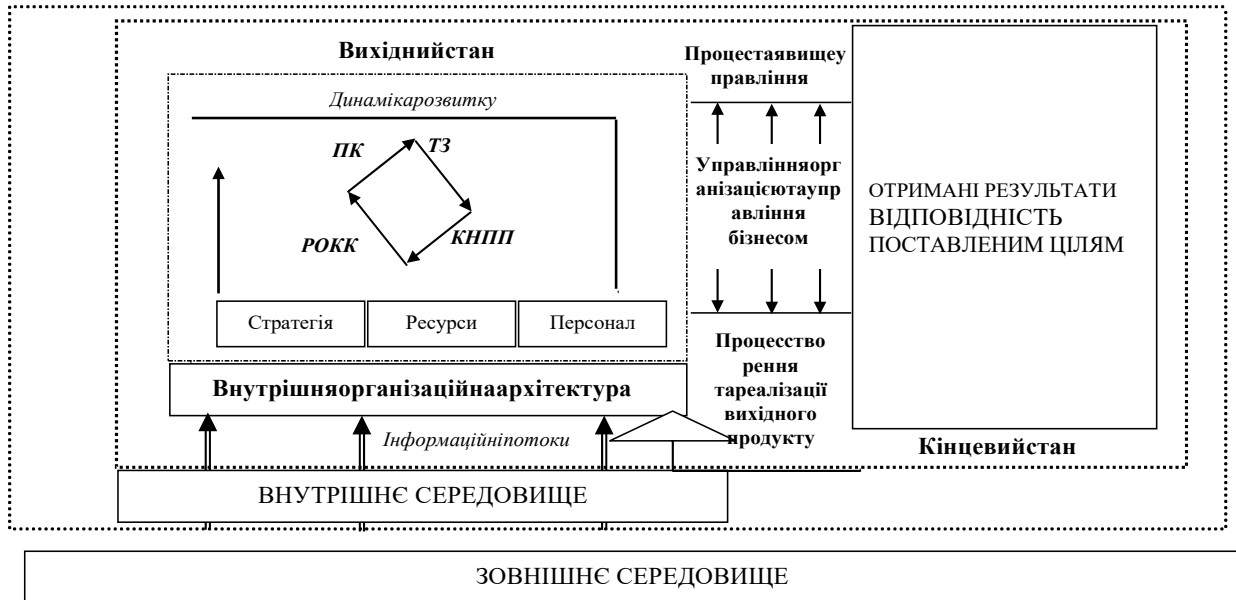 Вихіднийстан
Динамікарозвитку
ПК
ТЗ
РОКК
КНПП
Стратегія
Ресурси
Персонал
Внутрішняорганізаційнаархітектура
Інформаційніпотоки
Процестаявищеу
правління
Управлінняорг
анізацієютаупр
авління
бізнесом
Процесство
рення
тареалізації
вихідного
продукту
ОТРИМАНІ РЕЗУЛЬТАТИ
ВІДПОВІДНІСТЬ
ПОСТАВЛЕНИМ ЦІЛЯМ
Кінцевийстан
ВНУТРІШНЄ СЕРЕДОВИЩЕ
ЗОВНІШНЄ СЕРЕДОВИЩЕ